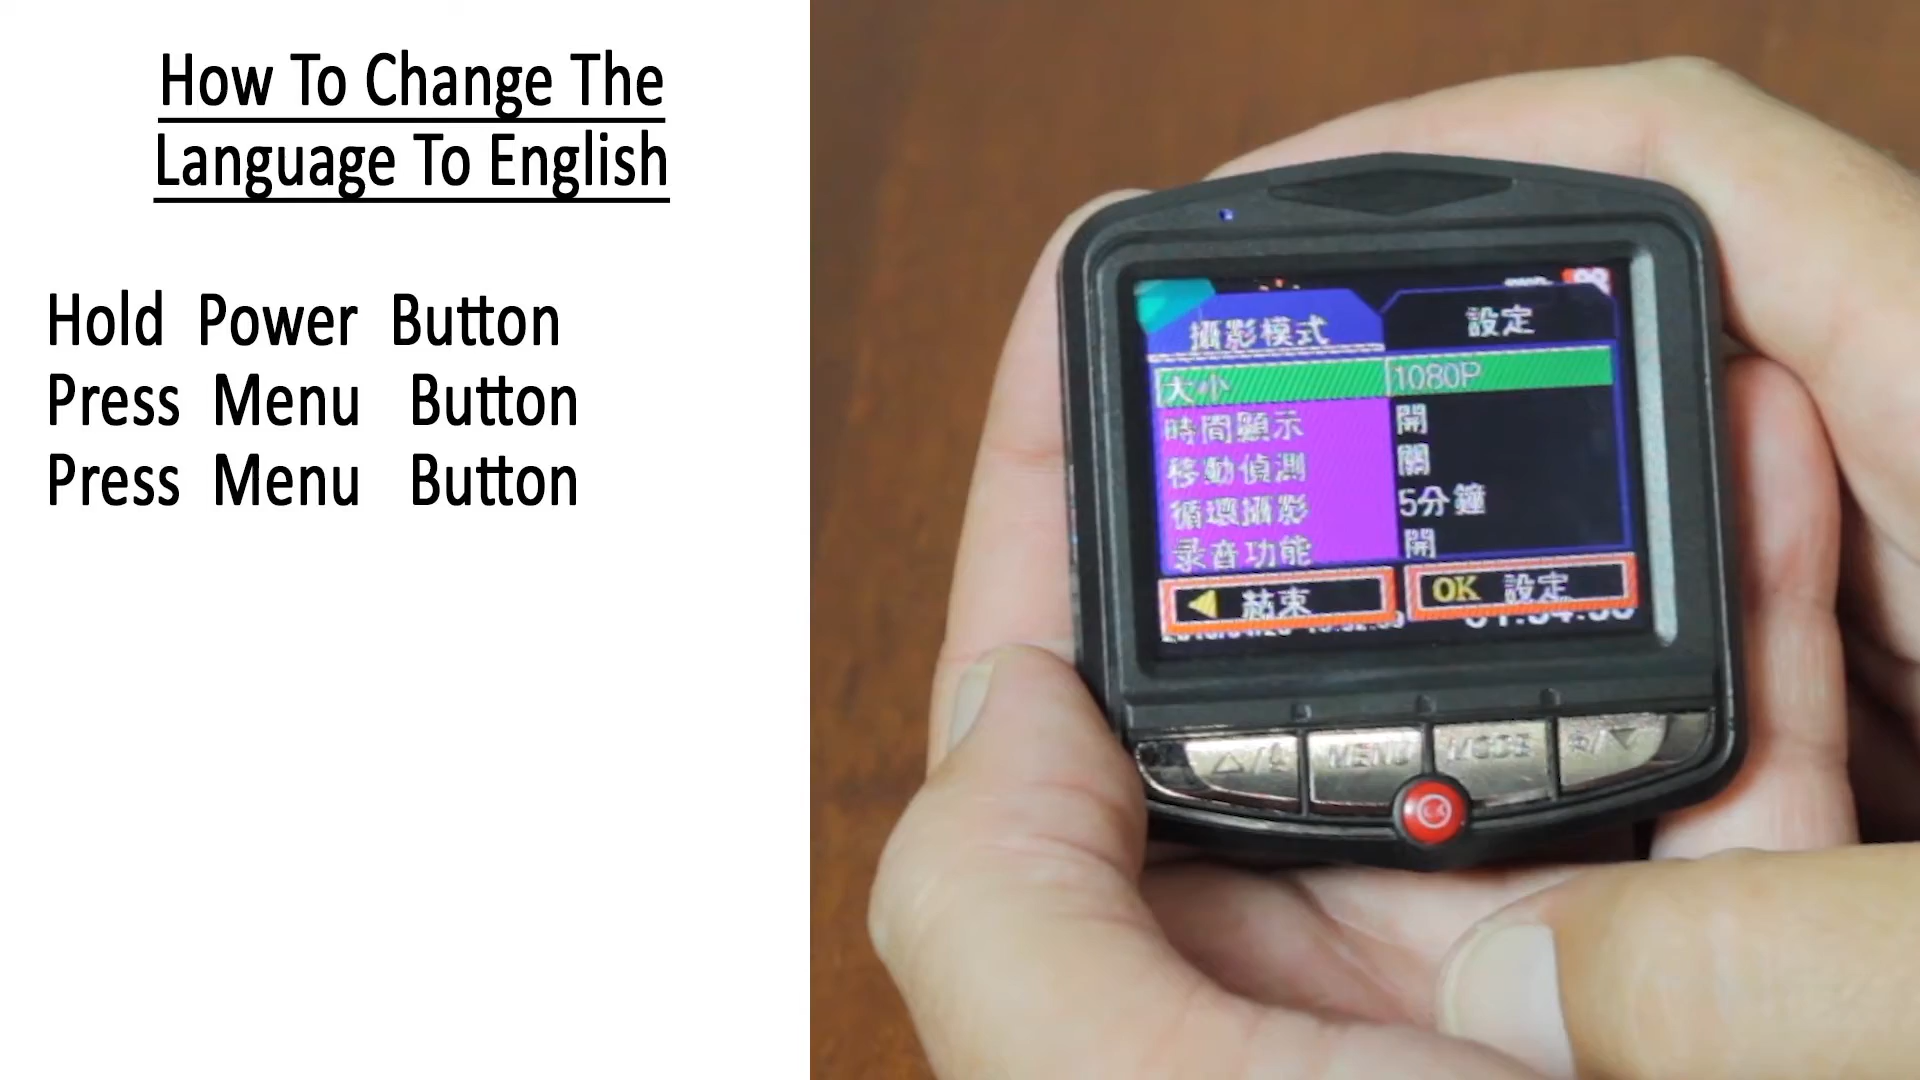 How To Change The
Language To English
Hold Power Button
Press Menu Button
Press Menu Button
攝影模式 設定
大小 1080P
時間顯示 開
移動偵測 關
循環攝影 5分鐘
录音功能 開
結束 OK 設定
MENU MODE